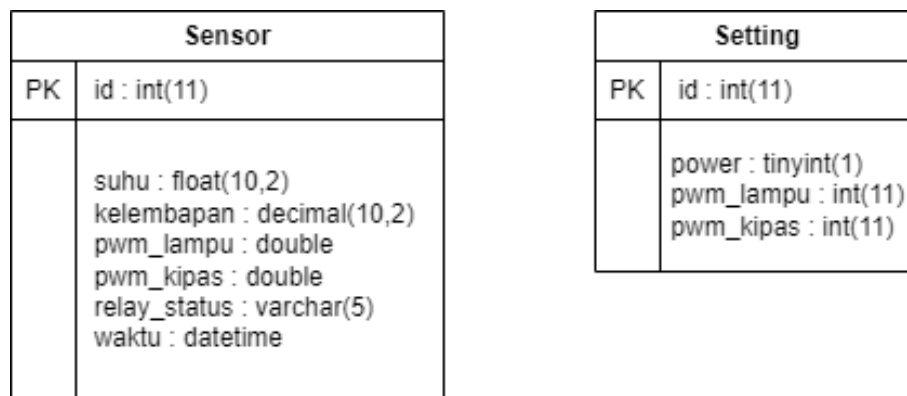 Sensor
PK id : int(11)
suhu : float(10,2)
kelembapan : decimal(10,2)
pwm_lampu : double
pwm_kipas : double
relay_status : varchar(5)
waktu : datetime
Setting
PK id : int(11)
power : tinyint(1)
pwm_lampu : int(11)
pwm_kipas : int(11)